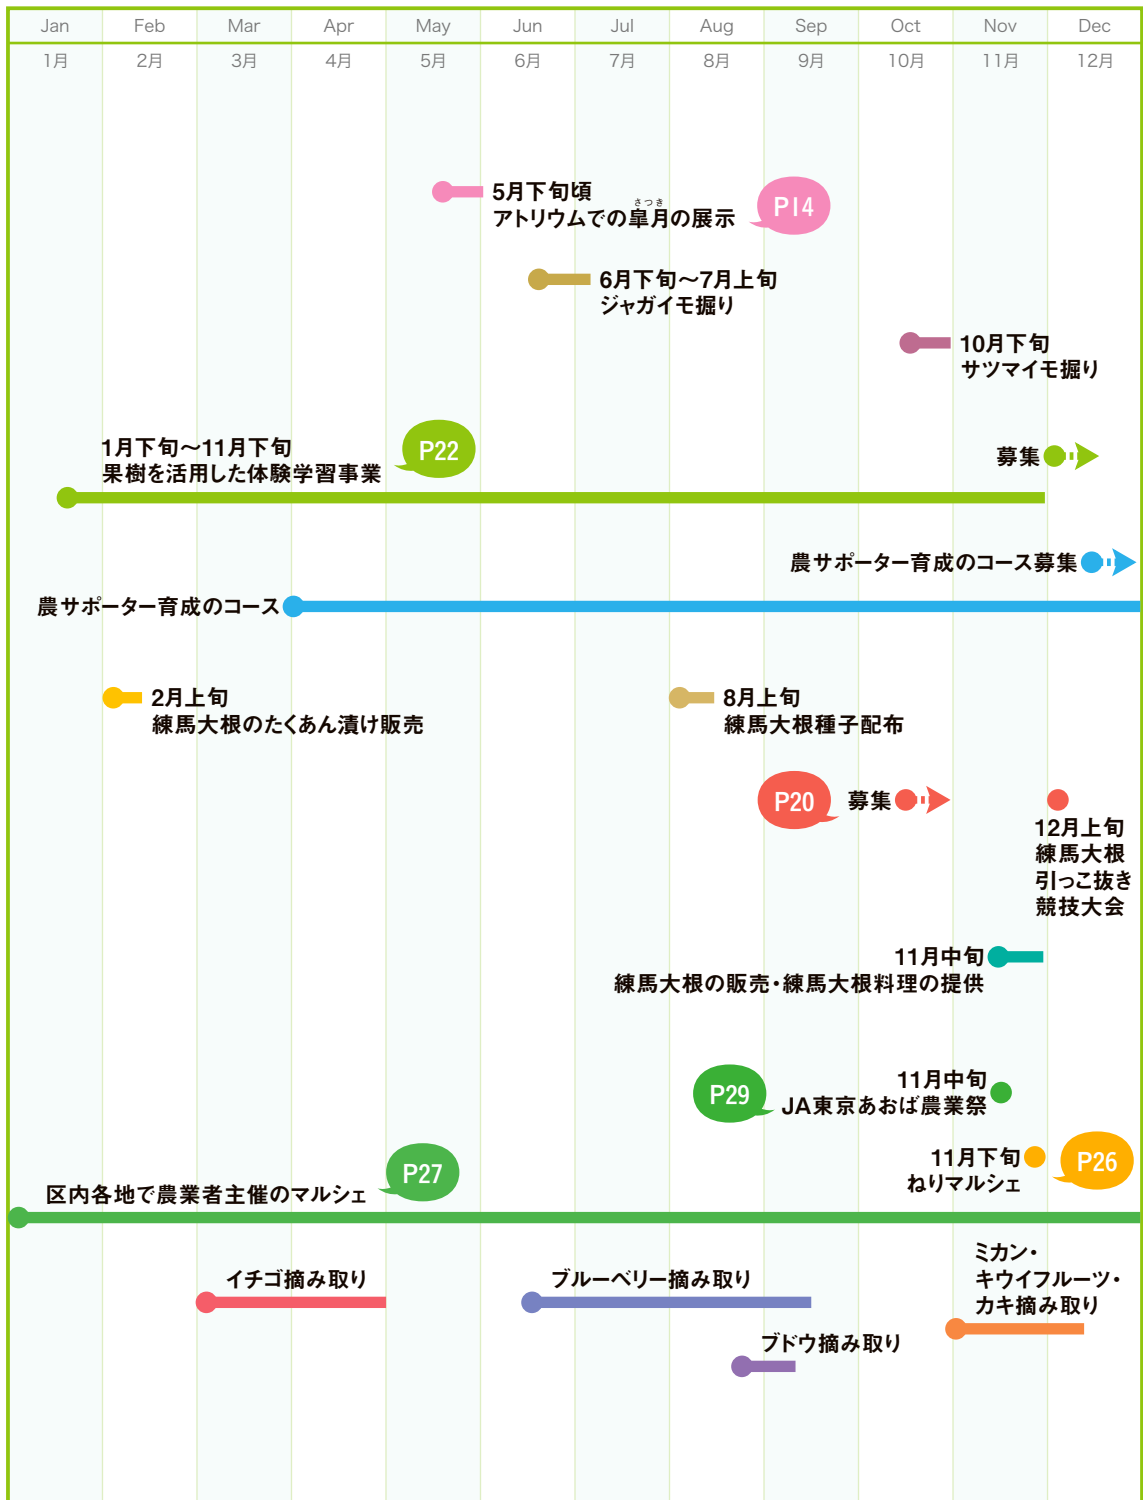 Jan Feb Mar Apr May Jun Jul Aug Sep Oct Nov Dec
1月 2月 3月 4月 5月 6月 7月 8月 9月 10月 11月 12月
5月下旬頃
さつき
アトリウムでの皐月の展示
P14
6月下旬〜7月上旬
ジャガイモ掘り
10月下旬
サツマイモ掘り
1月下旬〜11月下旬
果樹を活用した体験学習事業
P22
募集
農サポーター育成のコース募集
農サポーター育成のコース
2月上旬
練馬大根のたくあん漬け販売
8月上旬
練馬大根種子配布
P20
募集
12月上旬
練馬大根
引っこ抜き
競技大会
11月中旬
練馬大根の販売・練馬大根料理の提供
P29
11月中旬
JA東京あおば農業祭
P27
区内各地で農業者主催のマルシェ
11月下旬
ねりマルシェ
P26
イチゴ摘み取り
ブルーベリー摘み取り
ミカン・
キウイフルーツ・
カキ摘み取り
ブドウ摘み取り